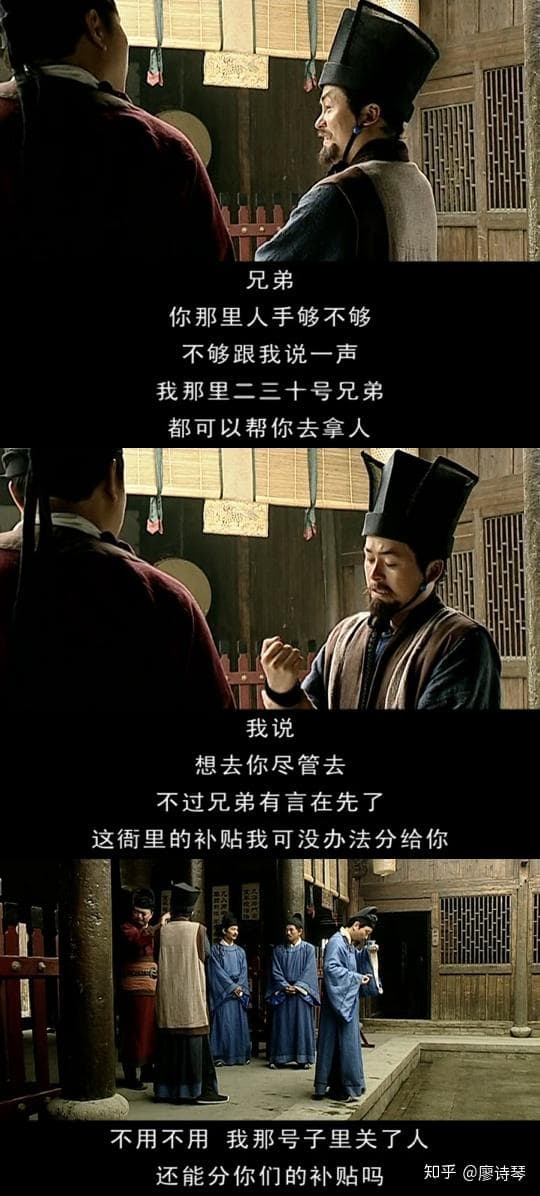 兄弟
你那里人手够不够
不够跟我说一声
我那里二三十号兄弟
都可以帮你去拿人
我说
想去你尽管去
不过兄弟有言在先了
这衙里的补贴我可没办法分给你
不用不用 我那号子里关了人
还能分你们的补贴吗
知乎 @廖诗琴